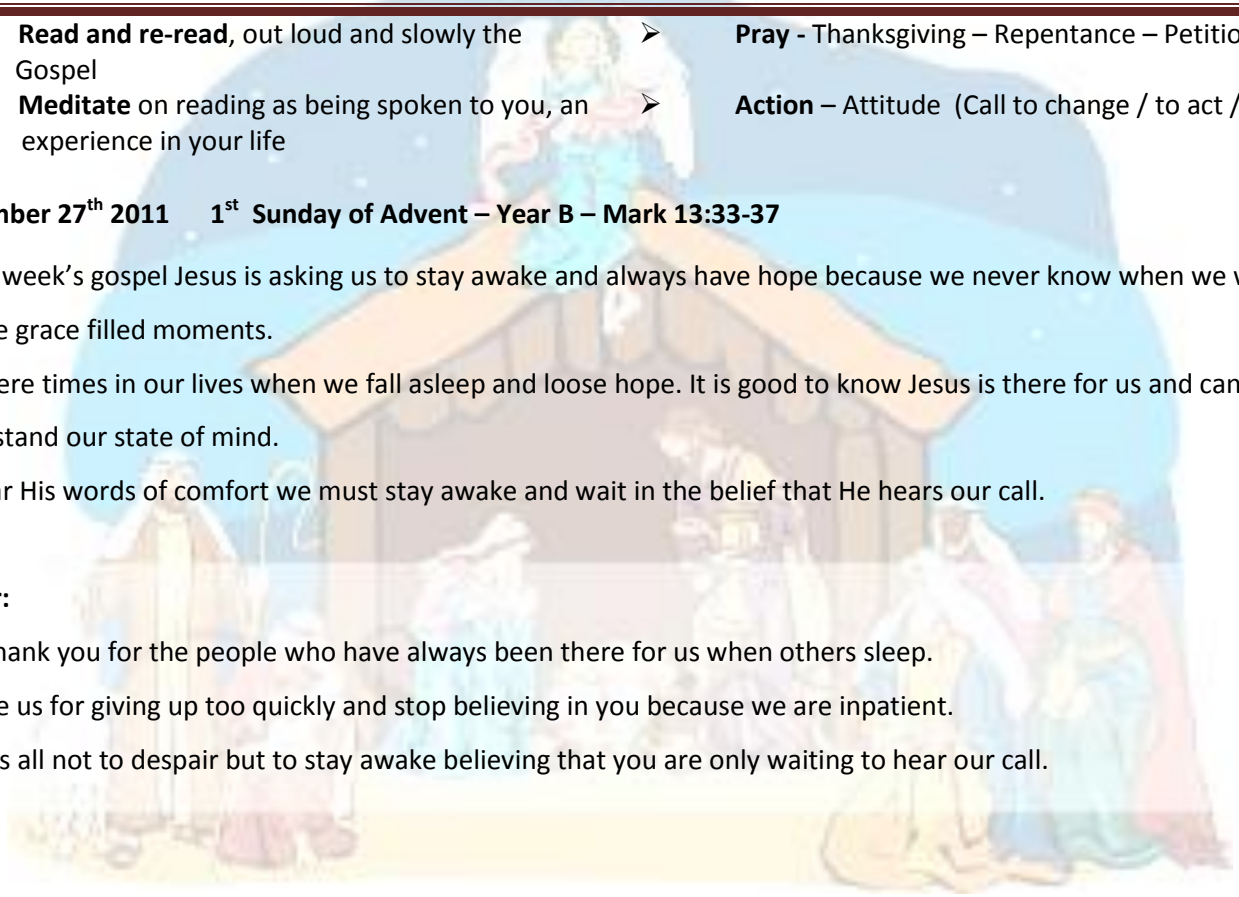 Read and re-read, out loud and slowly the
Gospel
Meditate on reading as being spoken to you, an
experience in your life
➢ Pray - Thanksgiving – Repentance – Petitio
➢ Action – Attitude (Call to change / to act /
mber 27th 2011 1st Sunday of Advent – Year B – Mark 13:33-37
week’s gospel Jesus is asking us to stay awake and always have hope because we never know when we w
e grace filled moments.
ere times in our lives when we fall asleep and loose hope. It is good to know Jesus is there for us and can
stand our state of mind.
ar His words of comfort we must stay awake and wait in the belief that He hears our call.
r:
hank you for the people who have always been there for us when others sleep.
e us for giving up too quickly and stop believing in you because we are inpatient.
s all not to despair but to stay awake believing that you are only waiting to hear our call.